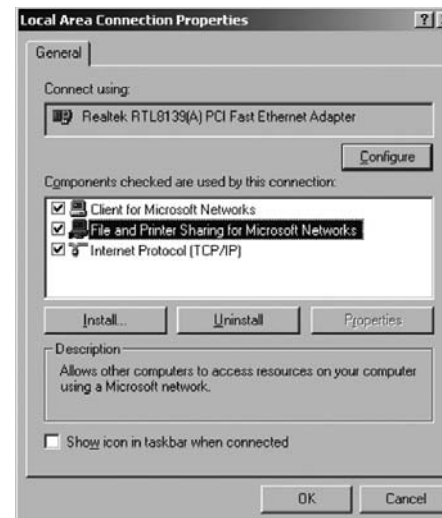 Local Area Connection Properties
General
Connect using:
Realtek RTL8139(A) PCI Fast Ethernet Adapter
Configure
Components checked are used by this connection:
Client for Microsoft Networks
File and Printer Sharing for Microsoft Networks
Internet Protocol (TCP/IP)
Install... Uninstall Properties
Description
Allows other computers to access resources on your computer
using a Microsoft network.
Show icon in taskbar when connected
OK Cancel